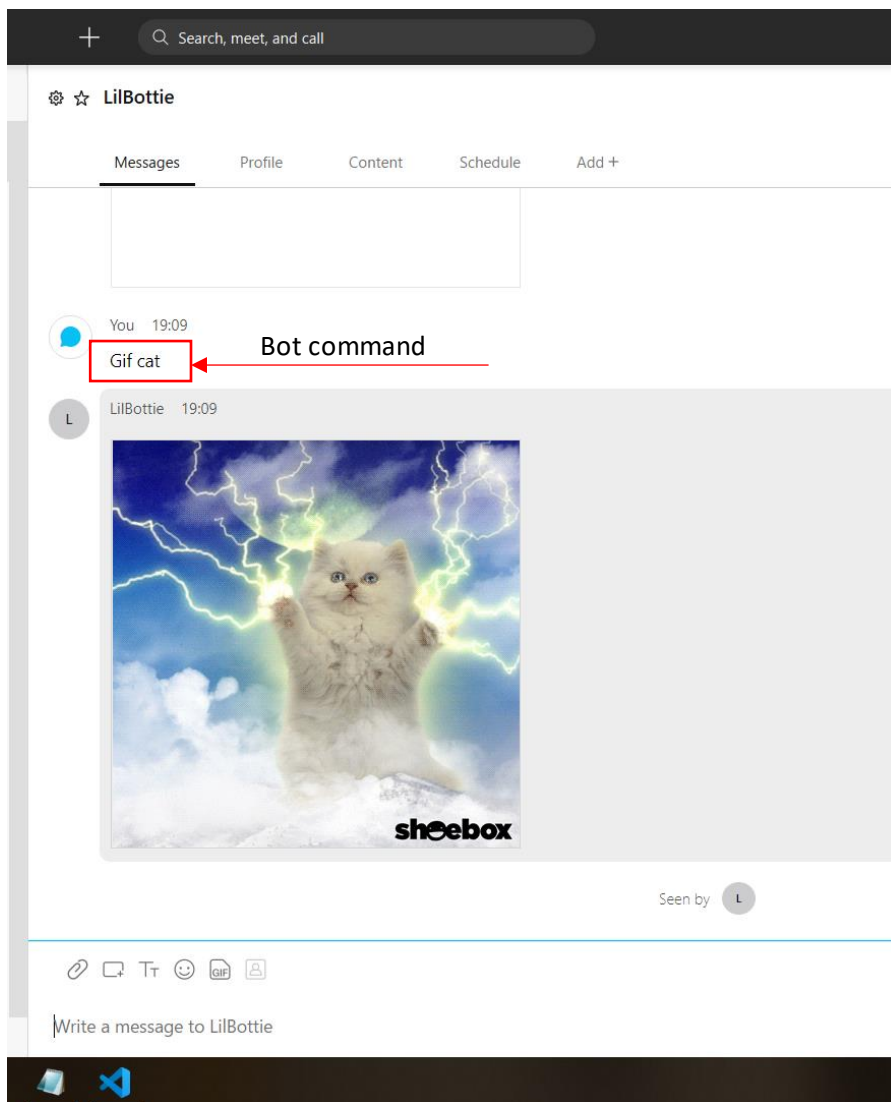 Search, meet, and call
LilBottie
Messages Profile Content Schedule Add +
You 19:09
Bot command
Gif cat
L
LilBottie 19:09
shoebox
Seen by L
GIF
Write a message to LilBottie